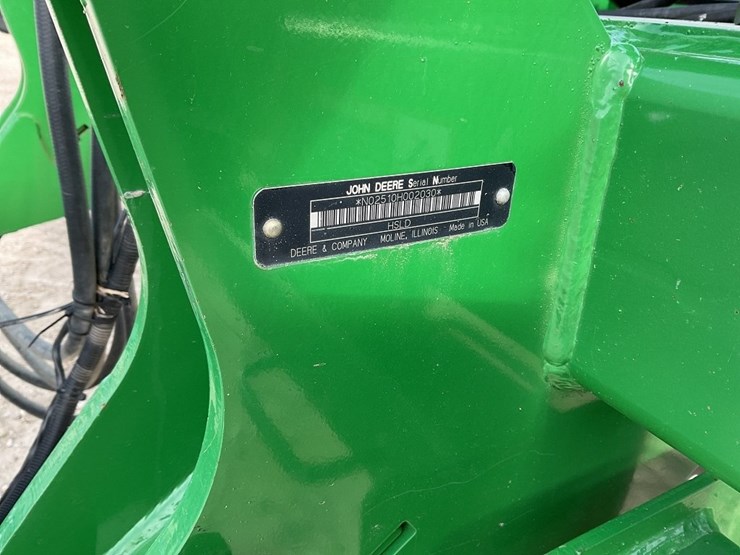 JOHN DEERE Serial Number
*N02510H002030*
HSLD
DEERE & COMPANY MOLINE, ILLINOIS Made in USA